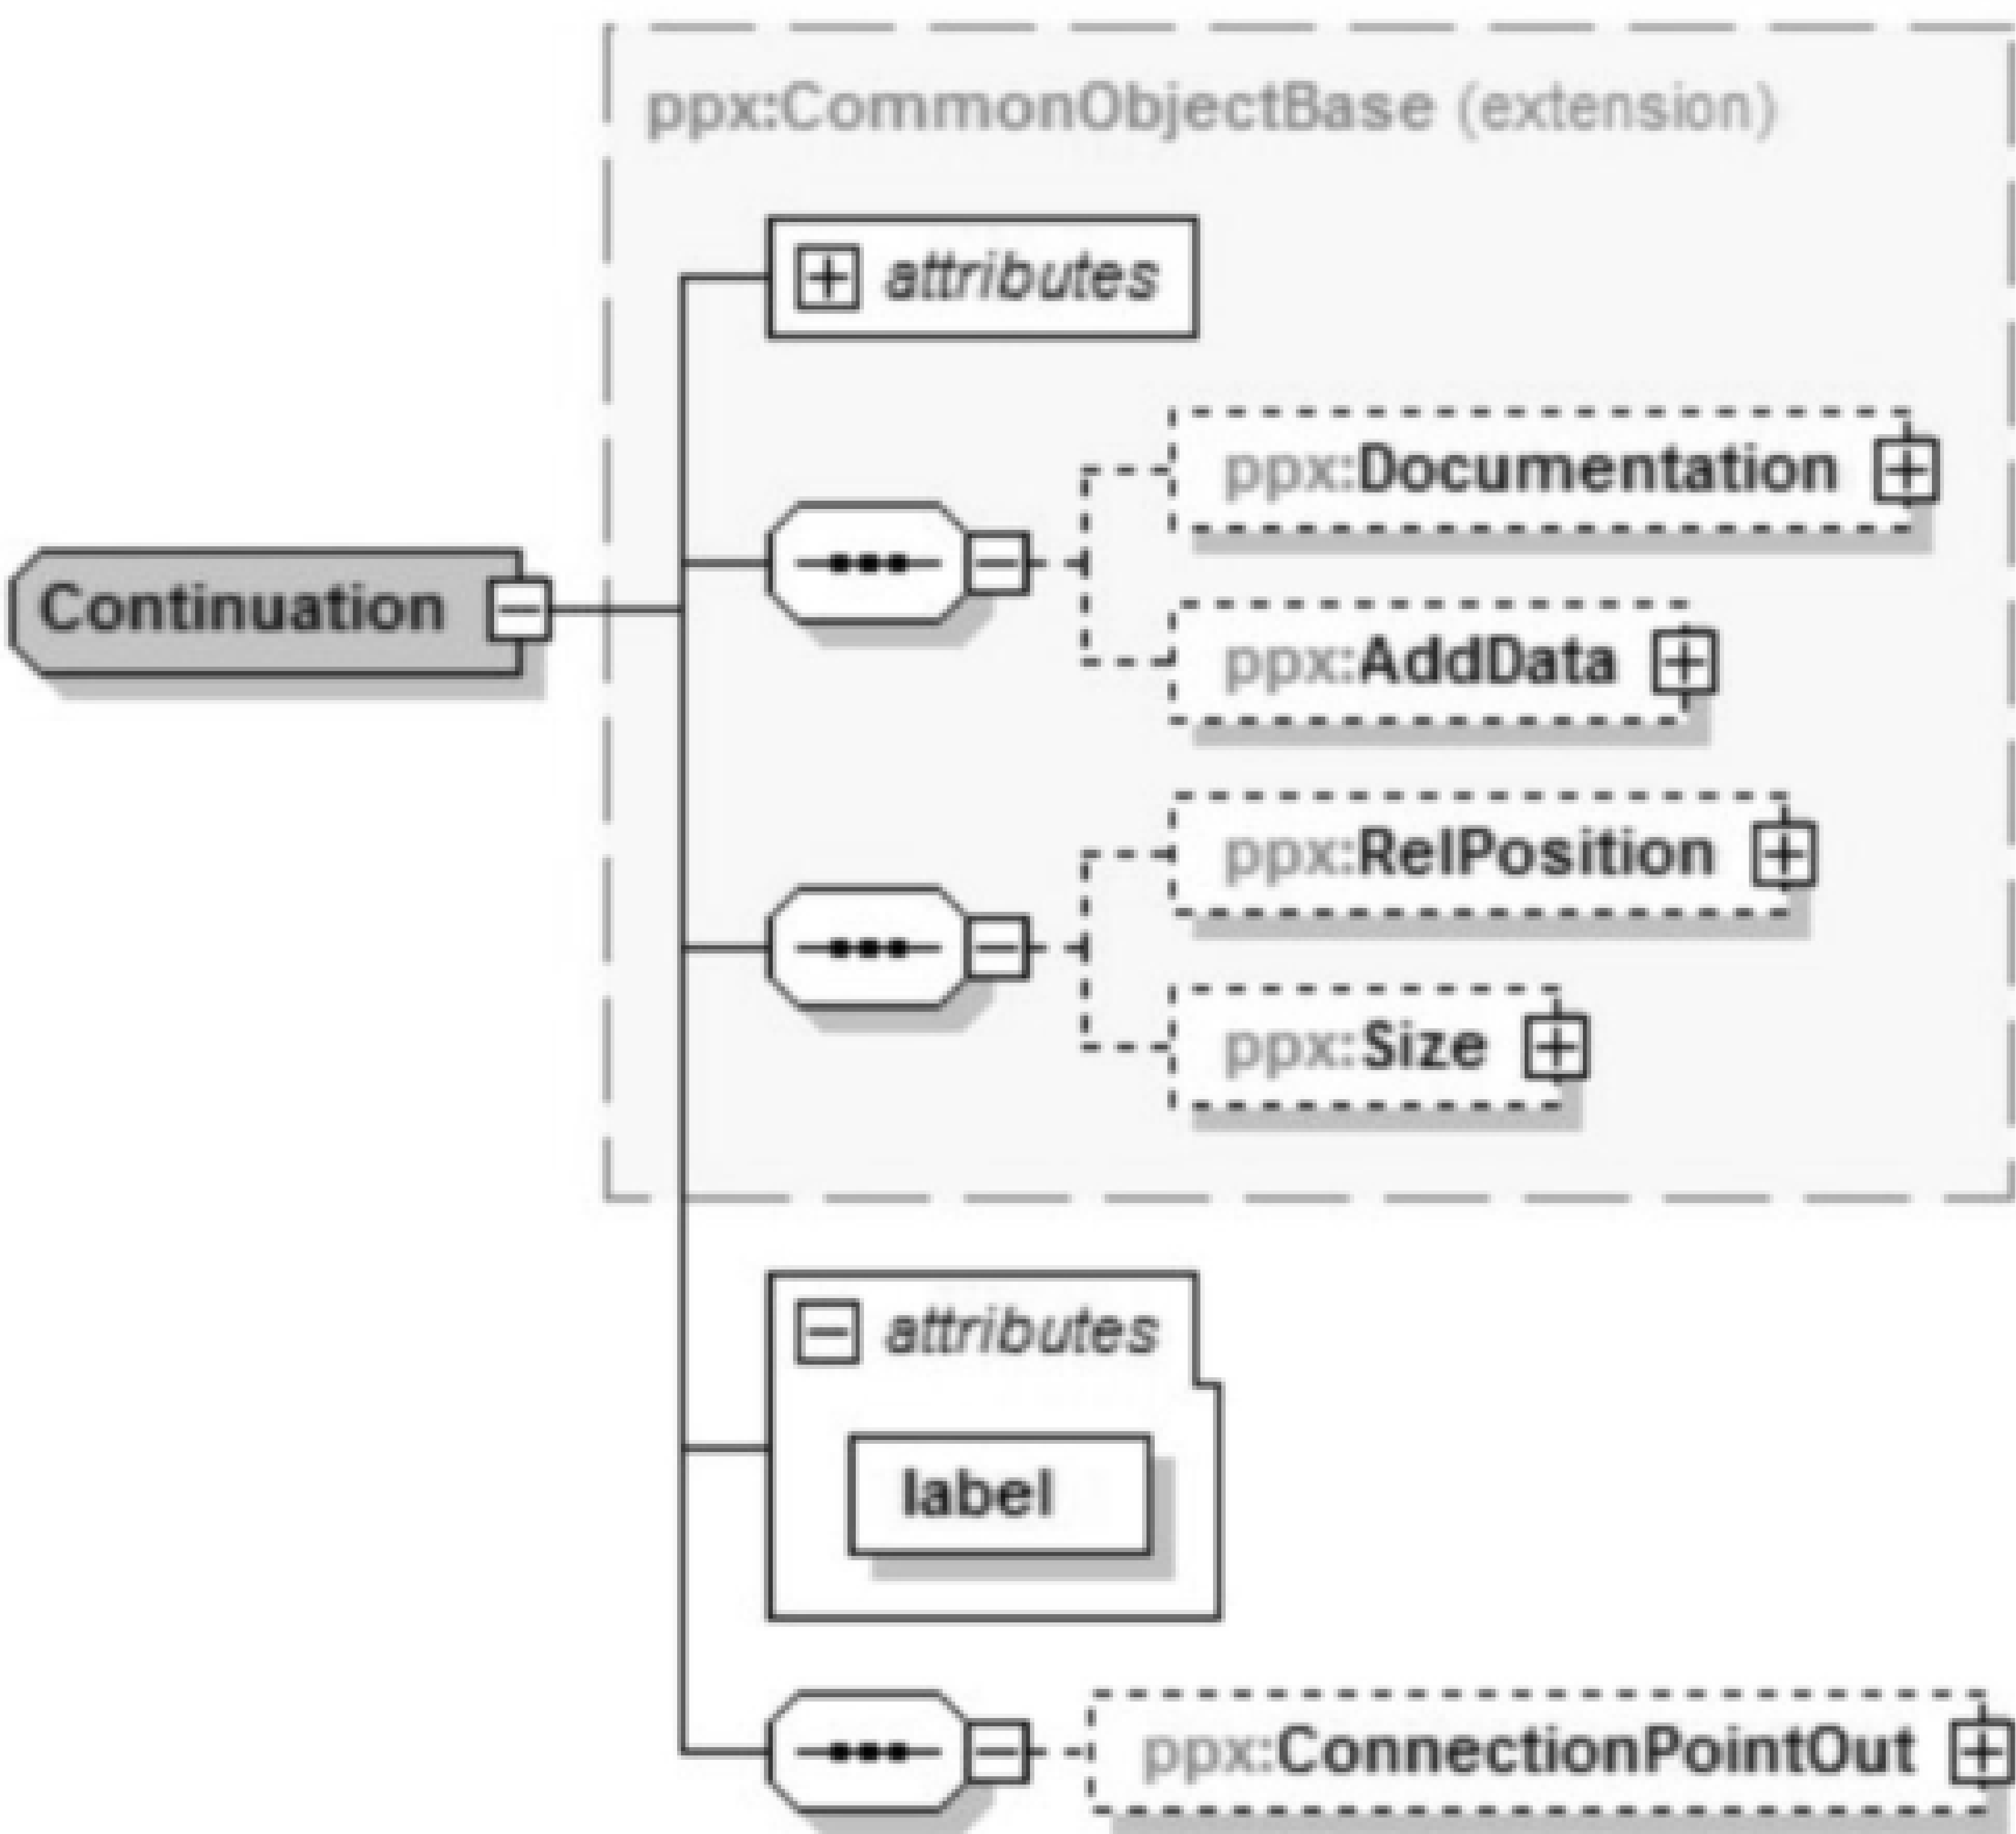 ppx:CommonObjectBase (extension)
attributes
ppx:Documentation
Continuation
ppx:AddData
ppx:RelPosition
ppx:Size
attributes
label
ppx:ConnectionPointOut